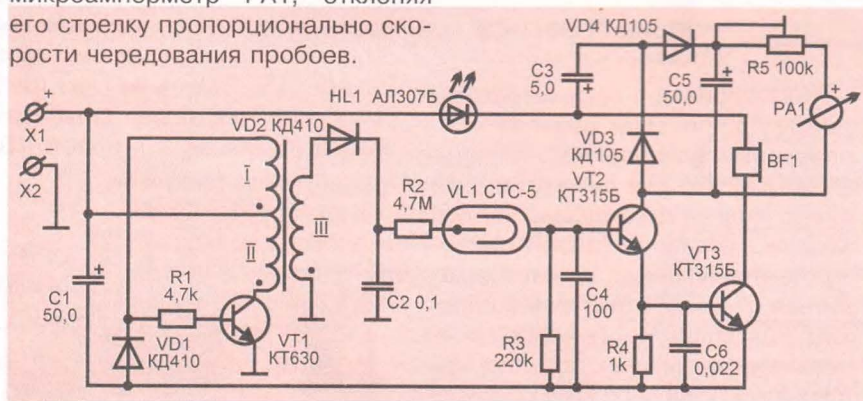 микроамперметр РА1, отклоняя
его стрелку пропорционально ско-
рости чередования пробоев.
VD4 КД105
R5 100k
C3
5,0
C5
50,0
HL1 АЛ307Б
X1
X2
VD2 КД410
I
II
III
PA1
VD3
КД105
BF1
R2
4,7M
VL1 СТС-5
VT2
КТ315Б
VT3
КТ315Б
R1
4,7k
C1
50,0
VD1
КД410
VT1
КТ630
C2 0,1
C4
100
R3
220k
R4
1k
C6
0,022